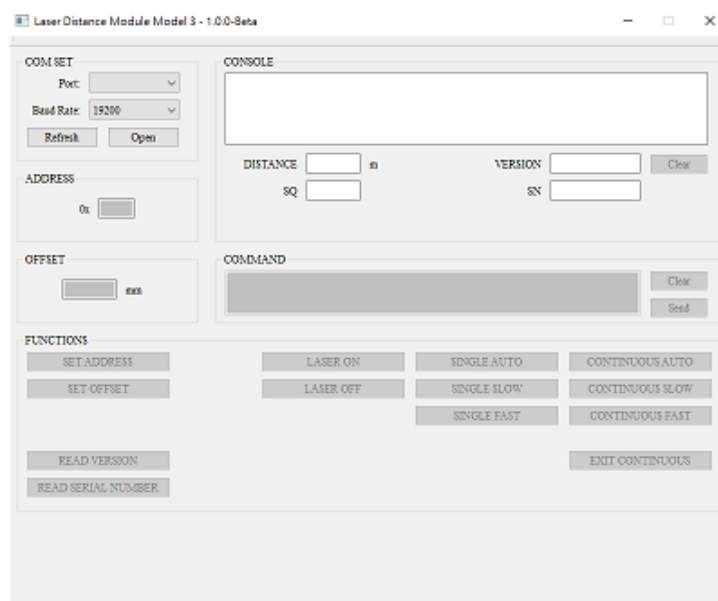 Laser Distance Module Model 3 - 1.0.0-Beta
COM SET
Port:
Baud Rate: 19200
Refresh Open
ADDRESS
0x
OFFSET
mm
CONSOLE
DISTANCE m VERSION Clear
SQ SN
COMMAND
Clear
Send
FUNCTIONS
SET ADDRESS LASER ON SINGLE AUTO CONTINUOUS AUTO
SET OFFSET LASER OFF SINGLE SLOW CONTINUOUS SLOW
SINGLE FAST CONTINUOUS FAST
READ VERSION EXIT CONTINUOUS
READ SERIAL NUMBER